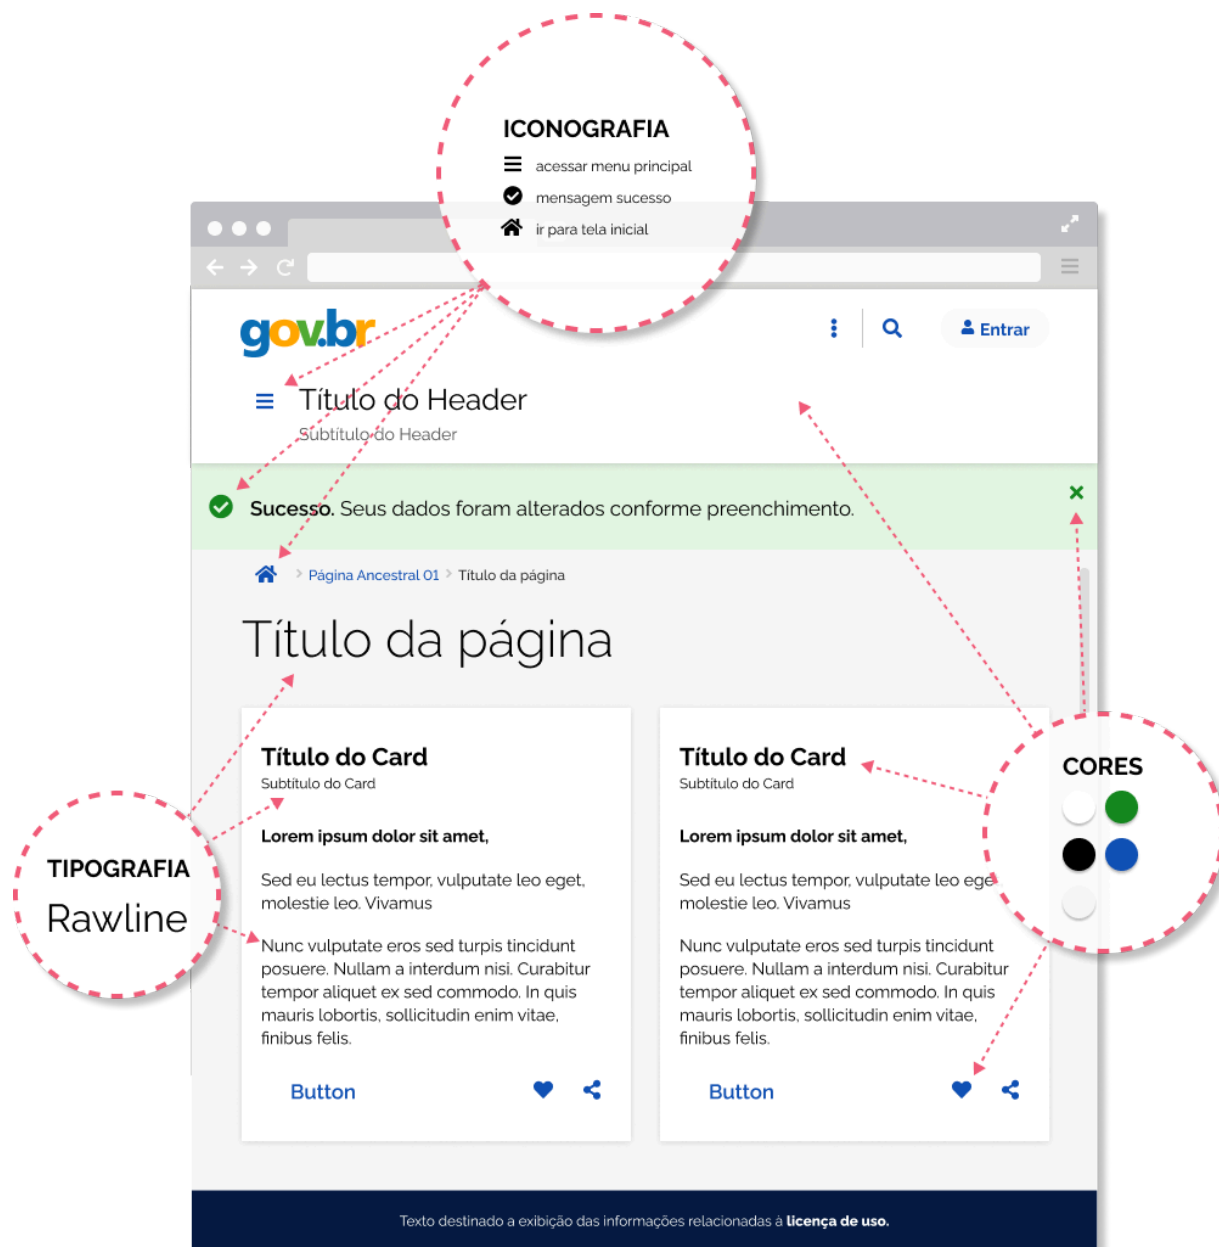 ICONOGRAFIA
acessar menu principal
mensagem sucesso
ir para tela inicial
gov.br
Entrar
Título do Header
Subtítulo do Header
Sucesso. Seus dados foram alterados conforme preenchimento.
Página Ancestral 01 > Título da página
Título da página
Título do Card
Subtítulo do Card
Lorem ipsum dolor sit amet,
Sed eu lectus tempor, vulputate leo eget,
molestie leo. Vivamus
Nunc vulputate eros sed turpis tincidunt
posuere. Nullam a interdum nisi. Curabitur
tempor aliquet ex sed commodo. In quis
mauris lobortis, sollicitudin enim vitae,
finibus felis.
Button
Título do Card
Subtítulo do Card
Lorem ipsum dolor sit amet,
Sed eu lectus tempor, vulputate leo ege
molestie leo. Vivamus
Nunc vulputate eros sed turpis tincidunt
posuere. Nullam a interdum nisi. Curabitur
tempor aliquet ex sed commodo. In quis
mauris lobortis, sollicitudin enim vitae,
finibus felis.
Button
CORES
TIPOGRAFIA
Rawline
Texto destinado a exibição das informações relacionadas à licença de uso.